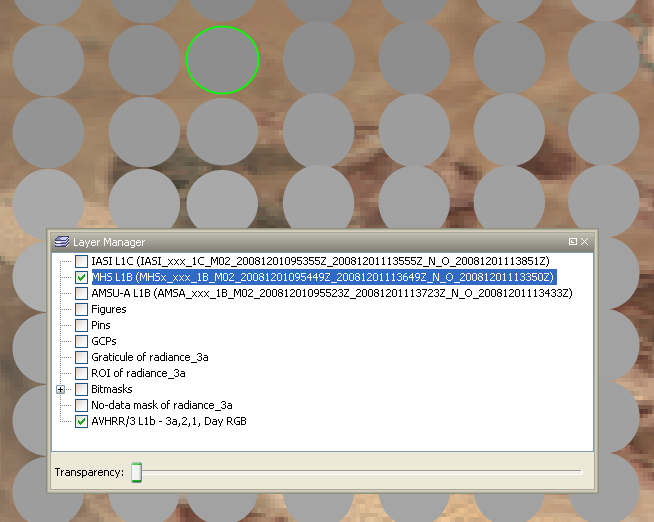 Layer Manager
IASI L1C (IASI_xxx_1C_M02_20081201095355Z_20081201113555Z_N_O_20081201113851Z)
MHS L1B (MHSx_xxx_1B_M02_20081201095449Z_20081201113649Z_N_O_20081201113350Z)
AMSU-A L1B (AMSA_xxx_1B_M02_20081201095523Z_20081201113723Z_N_O_20081201113433Z)
Figures
Pins
GCPs
Graticule of radiance_3a
ROI of radiance_3a
Bitmasks
No-data mask of radiance_3a
AVHRR/3 L1b - 3a,2,1, Day RGB
Transparency: